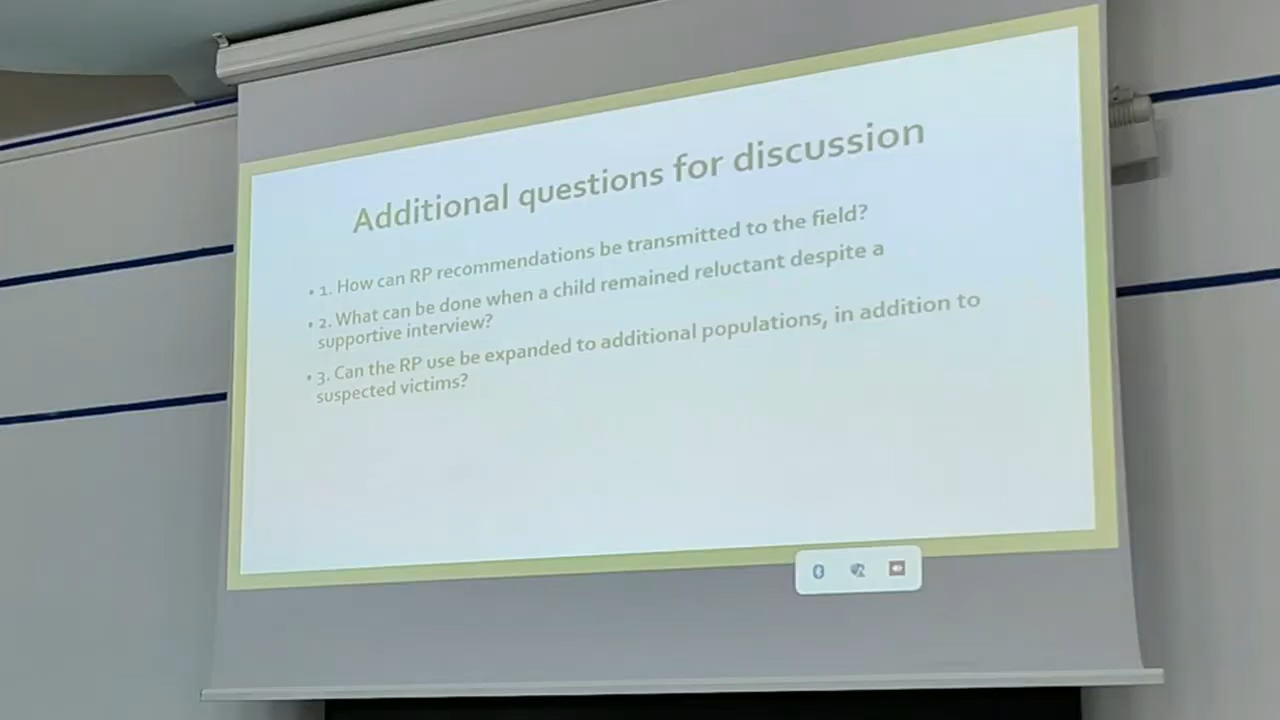 Additional questions for discussion
• 1. How can RP recommendations be transmitted to the field?
• 2. What can be done when a child remained reluctant despite a
supportive interview?
• 3. Can the RP use be expanded to additional populations, in addition to
suspected victims?